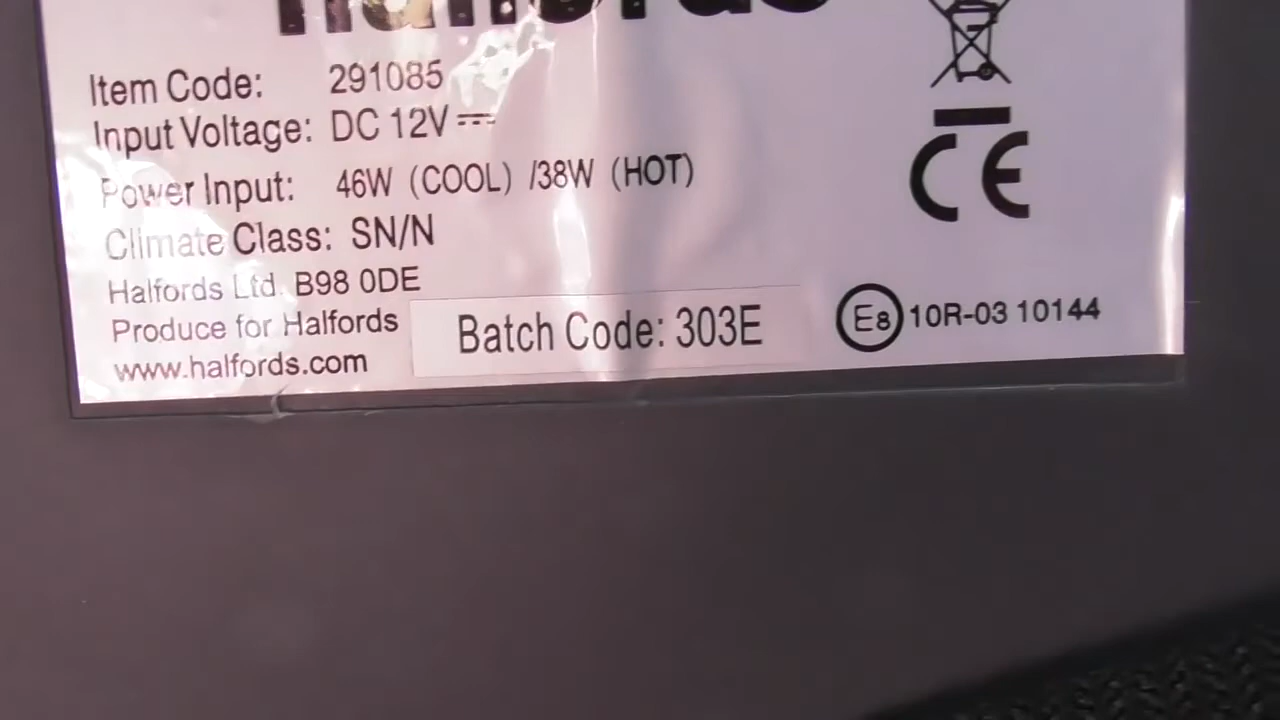 Halfords
Item Code: 291085
Input Voltage: DC 12V
Power Input: 46W (COOL) /38W (HOT)
Climate Class: SN/N
Halfords Ltd. B98 0DE
Produce for Halfords
www.halfords.com
Batch Code: 303E
CE
E8 10R-03 10144